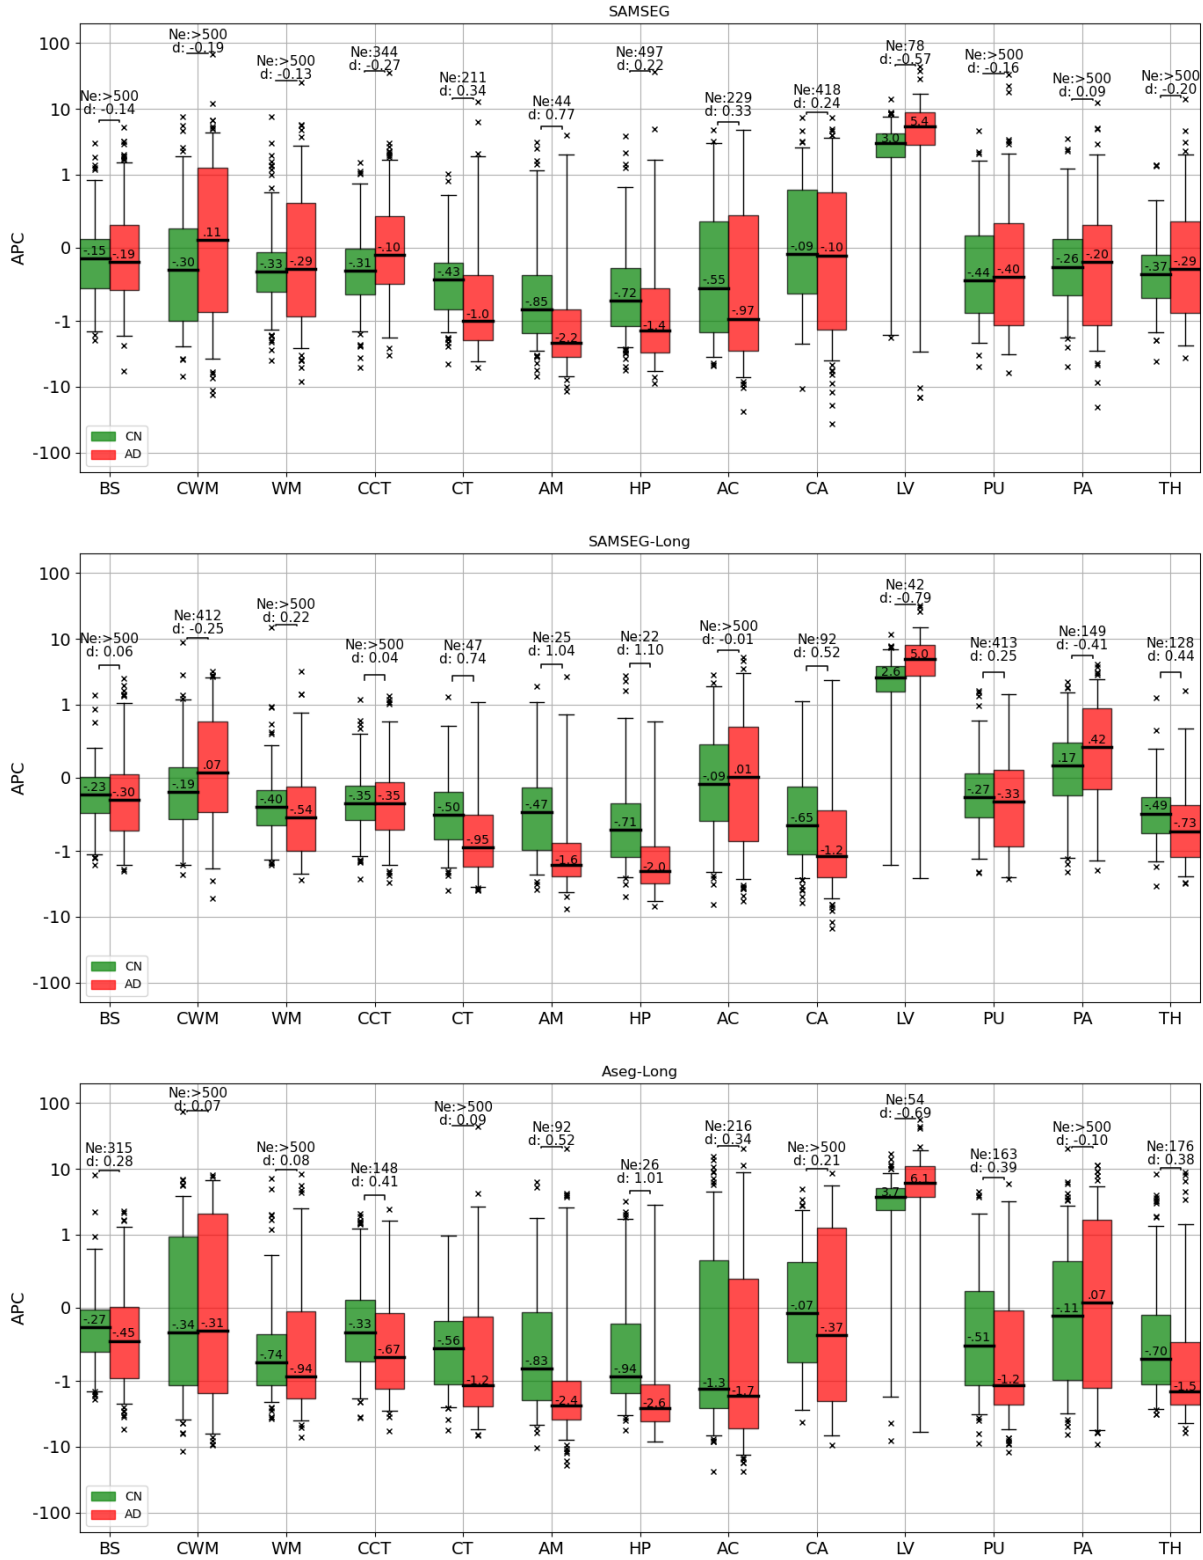 SAMSEG
APC
100
10
1
0
-1
-10
-100
Ne:>500
d: -0.14
Ne:>500
d: -0.19
Ne:>500
d: -0.13
Ne:344
d: -0.27
Ne:211
d: 0.34
Ne:44
d: 0.77
Ne:497
d: 0.22
Ne:229
d: 0.33
Ne:418
d: 0.24
Ne:78
d: -0.57
Ne:>500
d: -0.16
Ne:>500
d: 0.09
Ne:>500
d: -0.20
-.15
-.19
-.30
.11
-.33
-.29
-.31
-.10
-.43
-1.0
-.85
-2.2
-.72
-1.4
-.55
-.97
-.09
-.10
3.0
5.4
-.44
-.40
-.26
-.20
-.37
-.29
CN
AD
BS CWM WM CCT CT AM HP AC CA LV PU PA TH
SAMSEG-Long
APC
100
10
1
0
-1
-10
-100
Ne:>500
d: 0.06
Ne:412
d: -0.25
Ne:>500
d: 0.22
Ne:>500
d: 0.04
Ne:47
d: 0.74
Ne:25
d: 1.04
Ne:22
d: 1.10
Ne:>500
d: -0.01
Ne:92
d: 0.52
Ne:42
d: -0.79
Ne:413
d: 0.25
Ne:149
d: -0.41
Ne:128
d: 0.44
-.23
-.30
-.19
.07
-.40
-.54
-.35
-.35
-.50
-.95
-.47
-1.6
-.71
-2.0
-.09
.01
-.65
-1.2
2.6
5.0
-.27
-.33
.17
.42
-.49
-.73
CN
AD
BS CWM WM CCT CT AM HP AC CA LV PU PA TH
Aseg-Long
APC
100
10
1
0
-1
-10
-100
Ne:315
d: 0.28
Ne:>500
d: 0.07
Ne:>500
d: 0.08
Ne:148
d: 0.41
Ne:>500
d: 0.09
Ne:92
d: 0.52
Ne:26
d: 1.01
Ne:216
d: 0.34
Ne:>500
d: 0.21
Ne:54
d: -0.69
Ne:163
d: 0.39
Ne:>500
d: -0.10
Ne:176
d: 0.38
-.27
-.45
-.34
-.31
-.74
-.94
-.33
-.67
-.56
-1.2
-.83
-2.4
-.94
-2.6
-1.3
-1.7
-.07
-.37
3.7
6.1
-.51
-1.2
-.11
.07
-.70
-1.5
CN
AD
BS CWM WM CCT CT AM HP AC CA LV PU PA TH